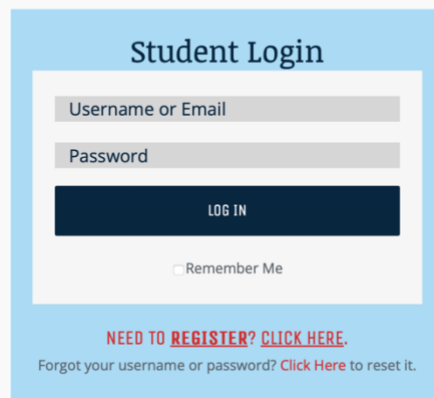 Student Login
Username or Email
Password
LOG IN
Remember Me
NEED TO REGISTER? CLICK HERE.
Forgot your username or password? Click Here to reset it.